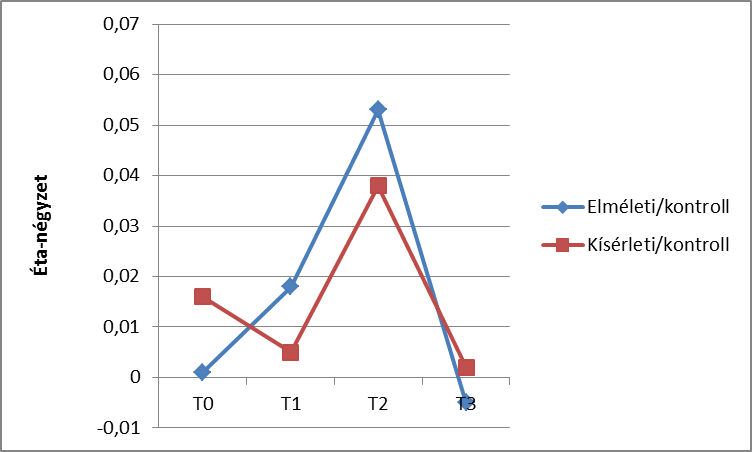 0,07
0,06
0,05
0,04
0,03
0,02
0,01
0
-0,01
Éta-négyzet
T0 T1 T2 T3
Elméleti/kontroll
Kísérleti/kontroll